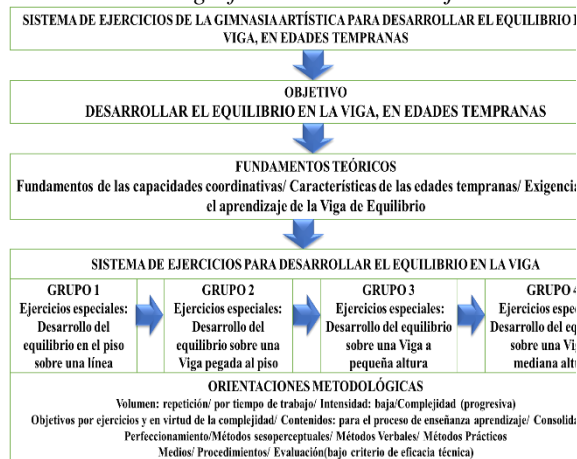 SISTEMA DE EJERCICIOS DE LA GIMNASIA ARTÍSTICA PARA DESARROLLAR EL EQUILIBRIO
VIGA, EN EDADES TEMPRANAS
OBJETIVO
DESARROLLAR EL EQUILIBRIO EN LA VIGA, EN EDADES TEMPRANAS
FUNDAMENTOS TEÓRICOS
Fundamentos de las capacidades coordinativas/ Características de las edades tempranas/
el aprendizaje de la Viga de Equilibrio
SISTEMA DE EJERCICIOS PARA DESARROLLAR EL EQUILIBRIO EN LA VIGA
GRUPO 1
Ejercicios especiales:
Desarrollo del
equilibrio en el piso
sobre una línea
GRUPO 2
Ejercicios especiales:
Desarrollo del
equilibrio sobre una
Viga pegada al piso
GRUPO 3
Ejercicios especiales:
Desarrollo del equilibrio
sobre una Viga a
pequeña altura
GRUPO
Ejercicios
Desarrollo del
sobre una
mediana
ORIENTACIONES METODOLÓGICAS
Volumen: repetición/ por tiempo de trabajo/ Intensidad: baja/Complejidad (progresiva)
Objetivos por ejercicios y en virtud de la complejidad/ Contenidos: para el proceso de enseñanza aprendizaje/
Perfeccionamiento/Métodos sesoperceptuales/ Métodos Verbales/ Métodos Prácticos
Medios/ Procedimientos/ Evaluación(bajo criterio de eficacia técnica)